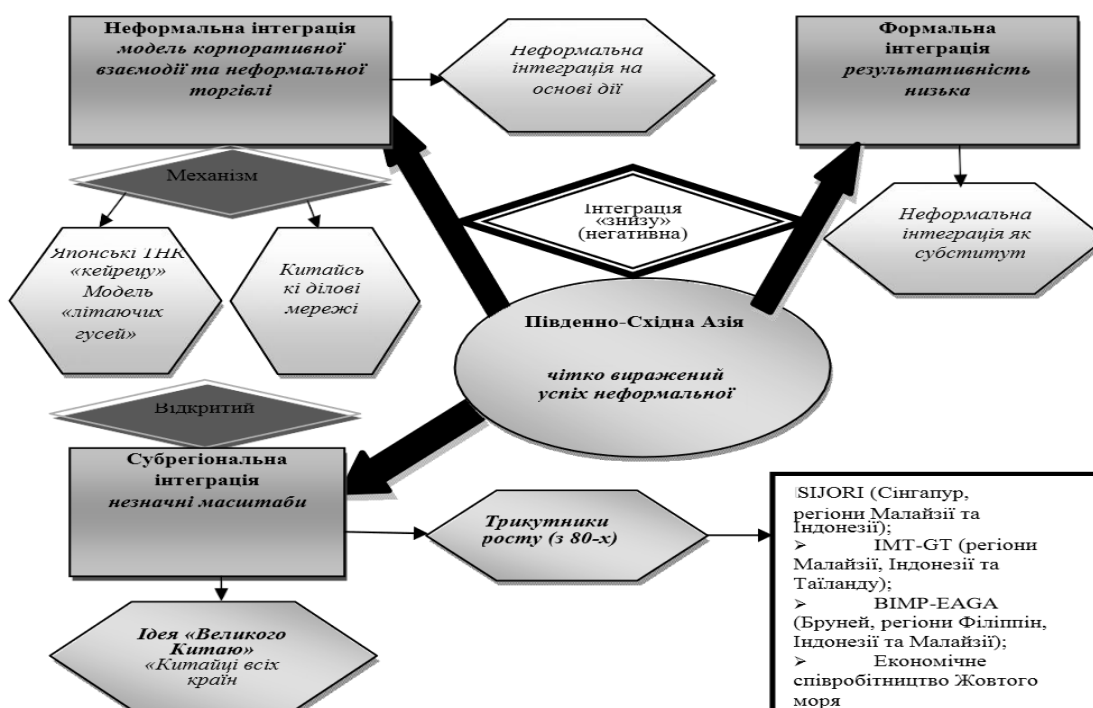 Неформальна інтеграція
модель корпоративної
взаємодії та неформальної
торгівлі
Неформальна
інтеграція на
основі дії
Формальна
інтеграція
результативність
низька
Механізм
Інтеграція
«знизу»
(негативна)
Неформальна
інтеграція як
субститут
Японські ТНК
«кейрецу»
Модель
«літаючих
гусей»
Китайсь
кі ділові
мережі
Південно-Східна Азія
чітко виражений
успіх неформальної
Відкритий
Субрегіональна
інтеграція
незначні масштаби
Трикутники
росту (з 80-х)
SIJORI (Сінгапур,
регіони Малайзії та
Індонезії);
➢ IMT-GT (регіони
Малайзії, Індонезії та
Таїланду);
➢ BIMP-EAGA
(Бруней, регіони Філіппін,
Індонезії та Малайзії);
➢ Економічне
співробітництво Жовтого
моря
Ідея «Великого
Китаю»
«Китайці всіх
країн